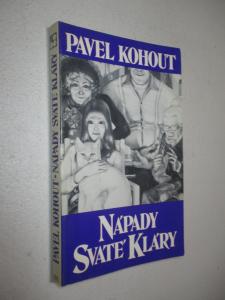 PAVEL KOHOUT
NÁPADY
SVATÉ KLÁRY
PAVEL KOHOUT • NÁPADY SVATÉ KLÁRY